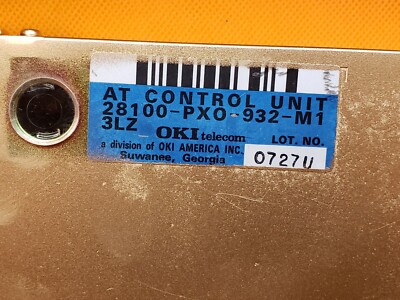 AT CONTROL UNIT
28100-PXO-932-M1
3LZ OKI telecom LOT. NO.
a division of OKI AMERICA INC. 0727U
Suwanee, Georgia